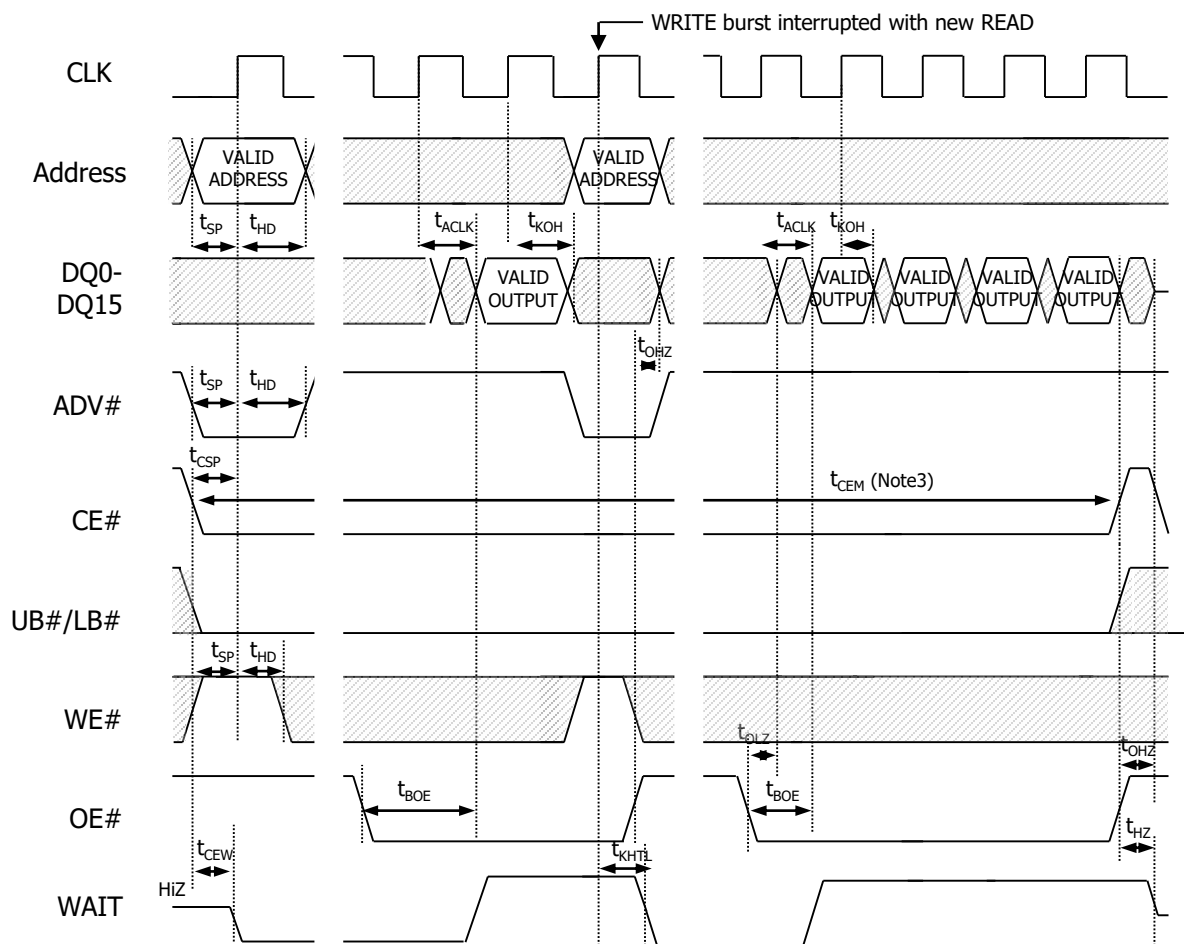 WRITE burst interrupted with new READ
CLK
Address
VALID
ADDRESS
VALID
ADDRESS
tSP
tHD
tACLK
tKOH
tACLK
tKOH
DQ0-
DQ15
VALID
OUTPUT
VALID
OUTPUT
VALID
OUTPUT
VALID
OUTPUT
VALID
OUTPUT
tOHZ
ADV#
tSP
tHD
tCSP
tCEM (Note3)
CE#
UB#/LB#
tSP
tHD
WE#
tOLZ
tOHZ
OE#
tBOE
tBOE
tHZ
tCEW
tKHTL
HiZ
WAIT